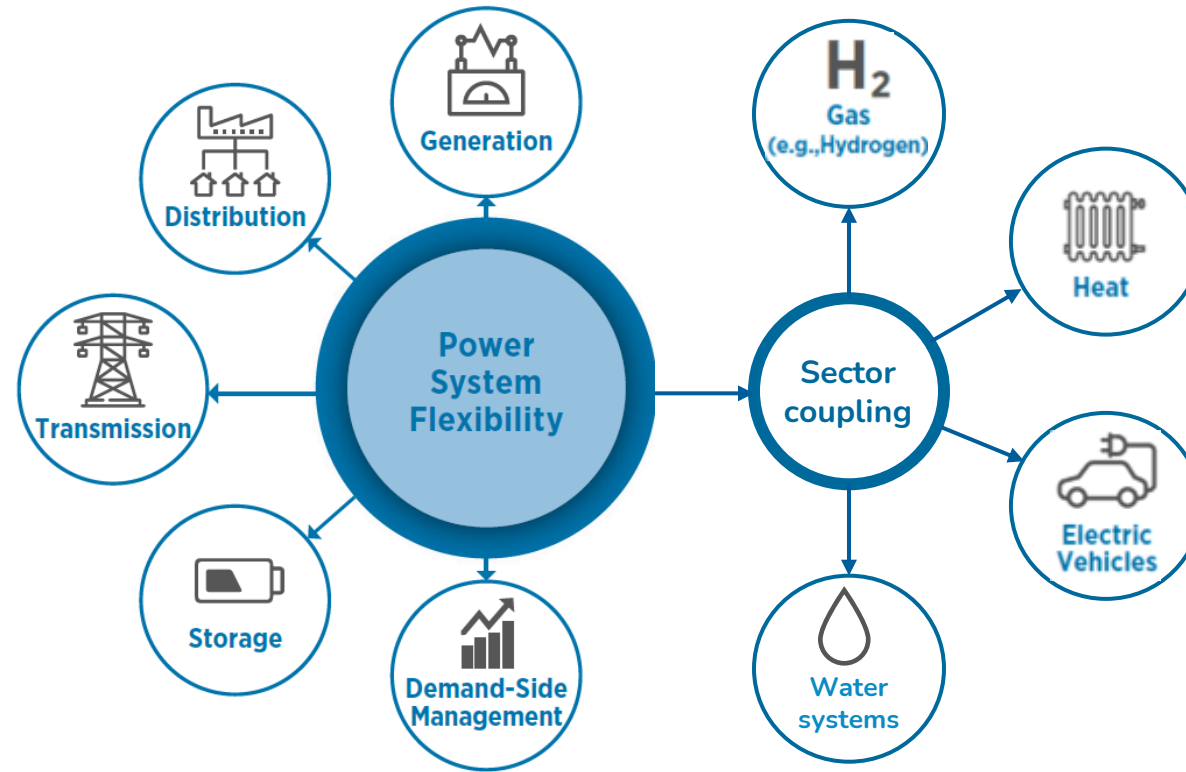 Generation
Distribution
Transmission
Storage
Demand-Side
Management
Power
System
Flexibility
Sector
coupling
H₂
Gas
(e.g.,Hydrogen)
Heat
Electric
Vehicles
Water
systems